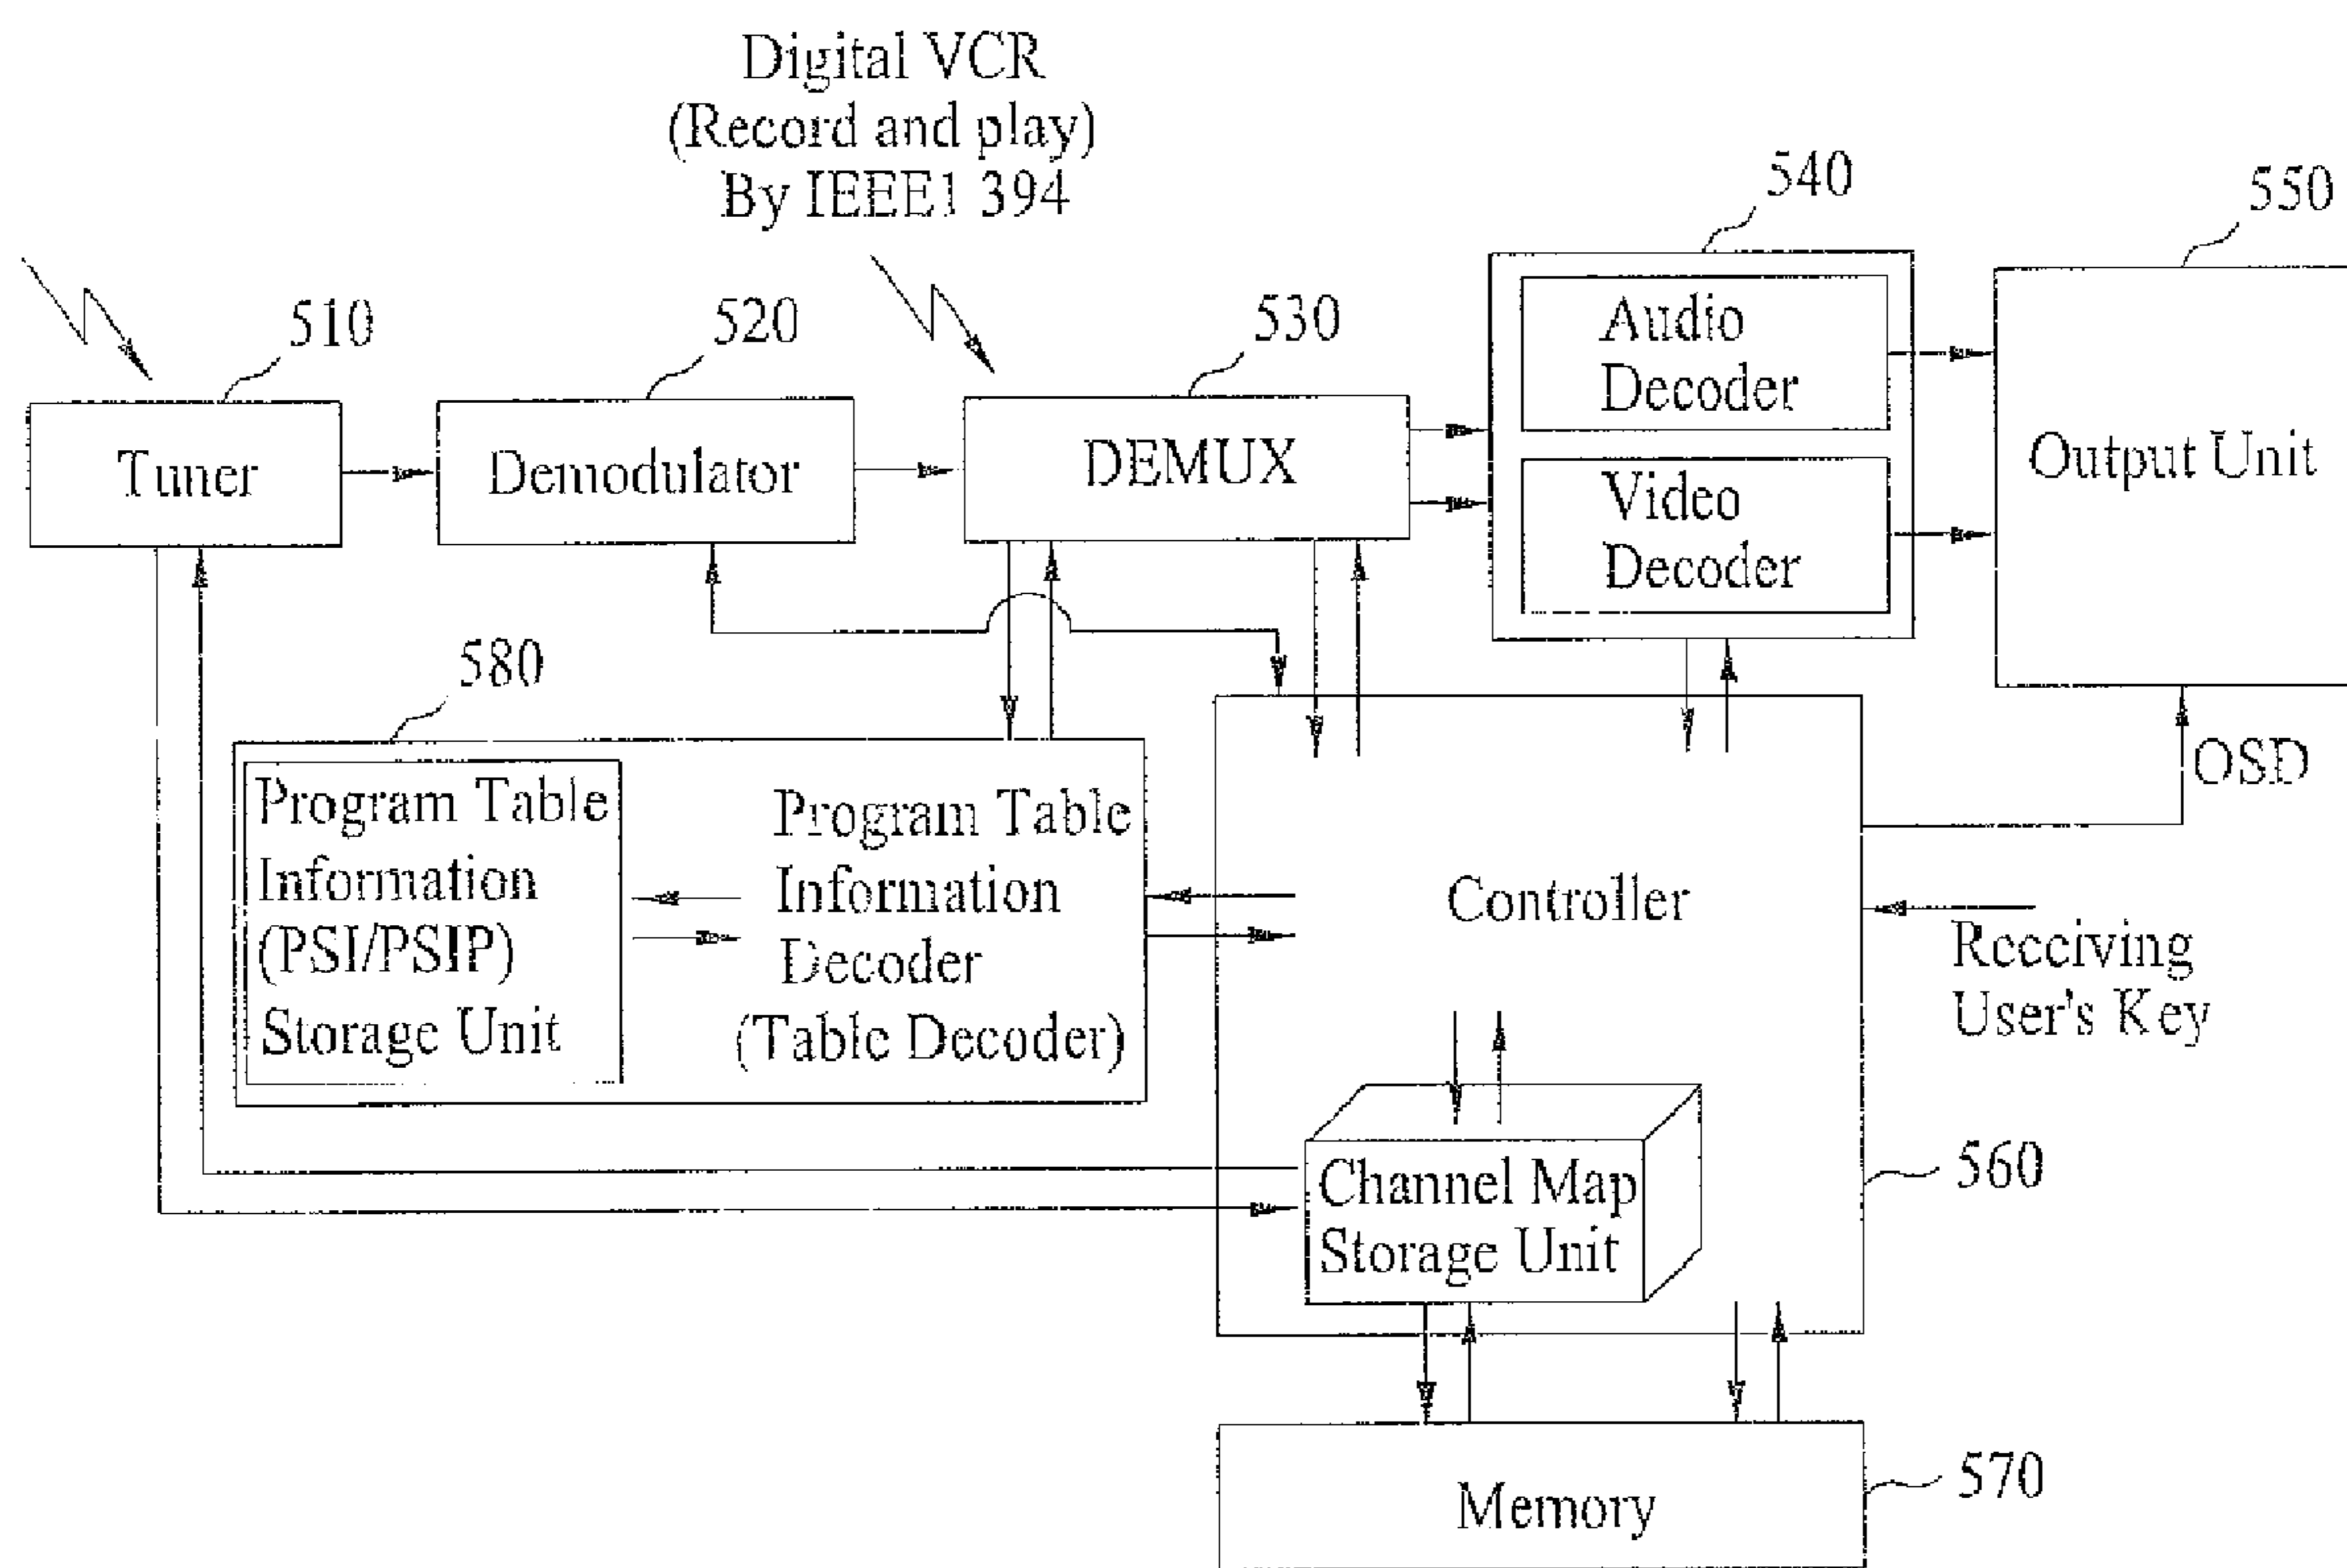 Digital VCR
(Record and play)
By IEEE1 394
510
520
530
540
550
Tuner
Demodulator
DEMUX
Audio
Decoder
Video
Decoder
Output Unit
580
Program Table
Information
(PSI/PSIP)
Storage Unit
Program Table
Information
Decoder
(Table Decoder)
Controller
OSD
Receiving
User's Key
Channel Map
Storage Unit
560
Memory
570